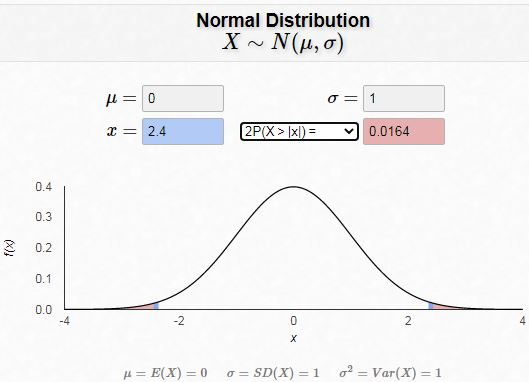 Normal Distribution
X ∼ N(μ, σ)
μ = 0 σ = 1
x = 2.4 2P(X > |x|) = 0.0164
0.4
0.3
0.2
0.1
0.0
f(x)
-4 -2 0 2 4
x
μ = E(X) = 0 σ = SD(X) = 1 σ² = Var(X) = 1